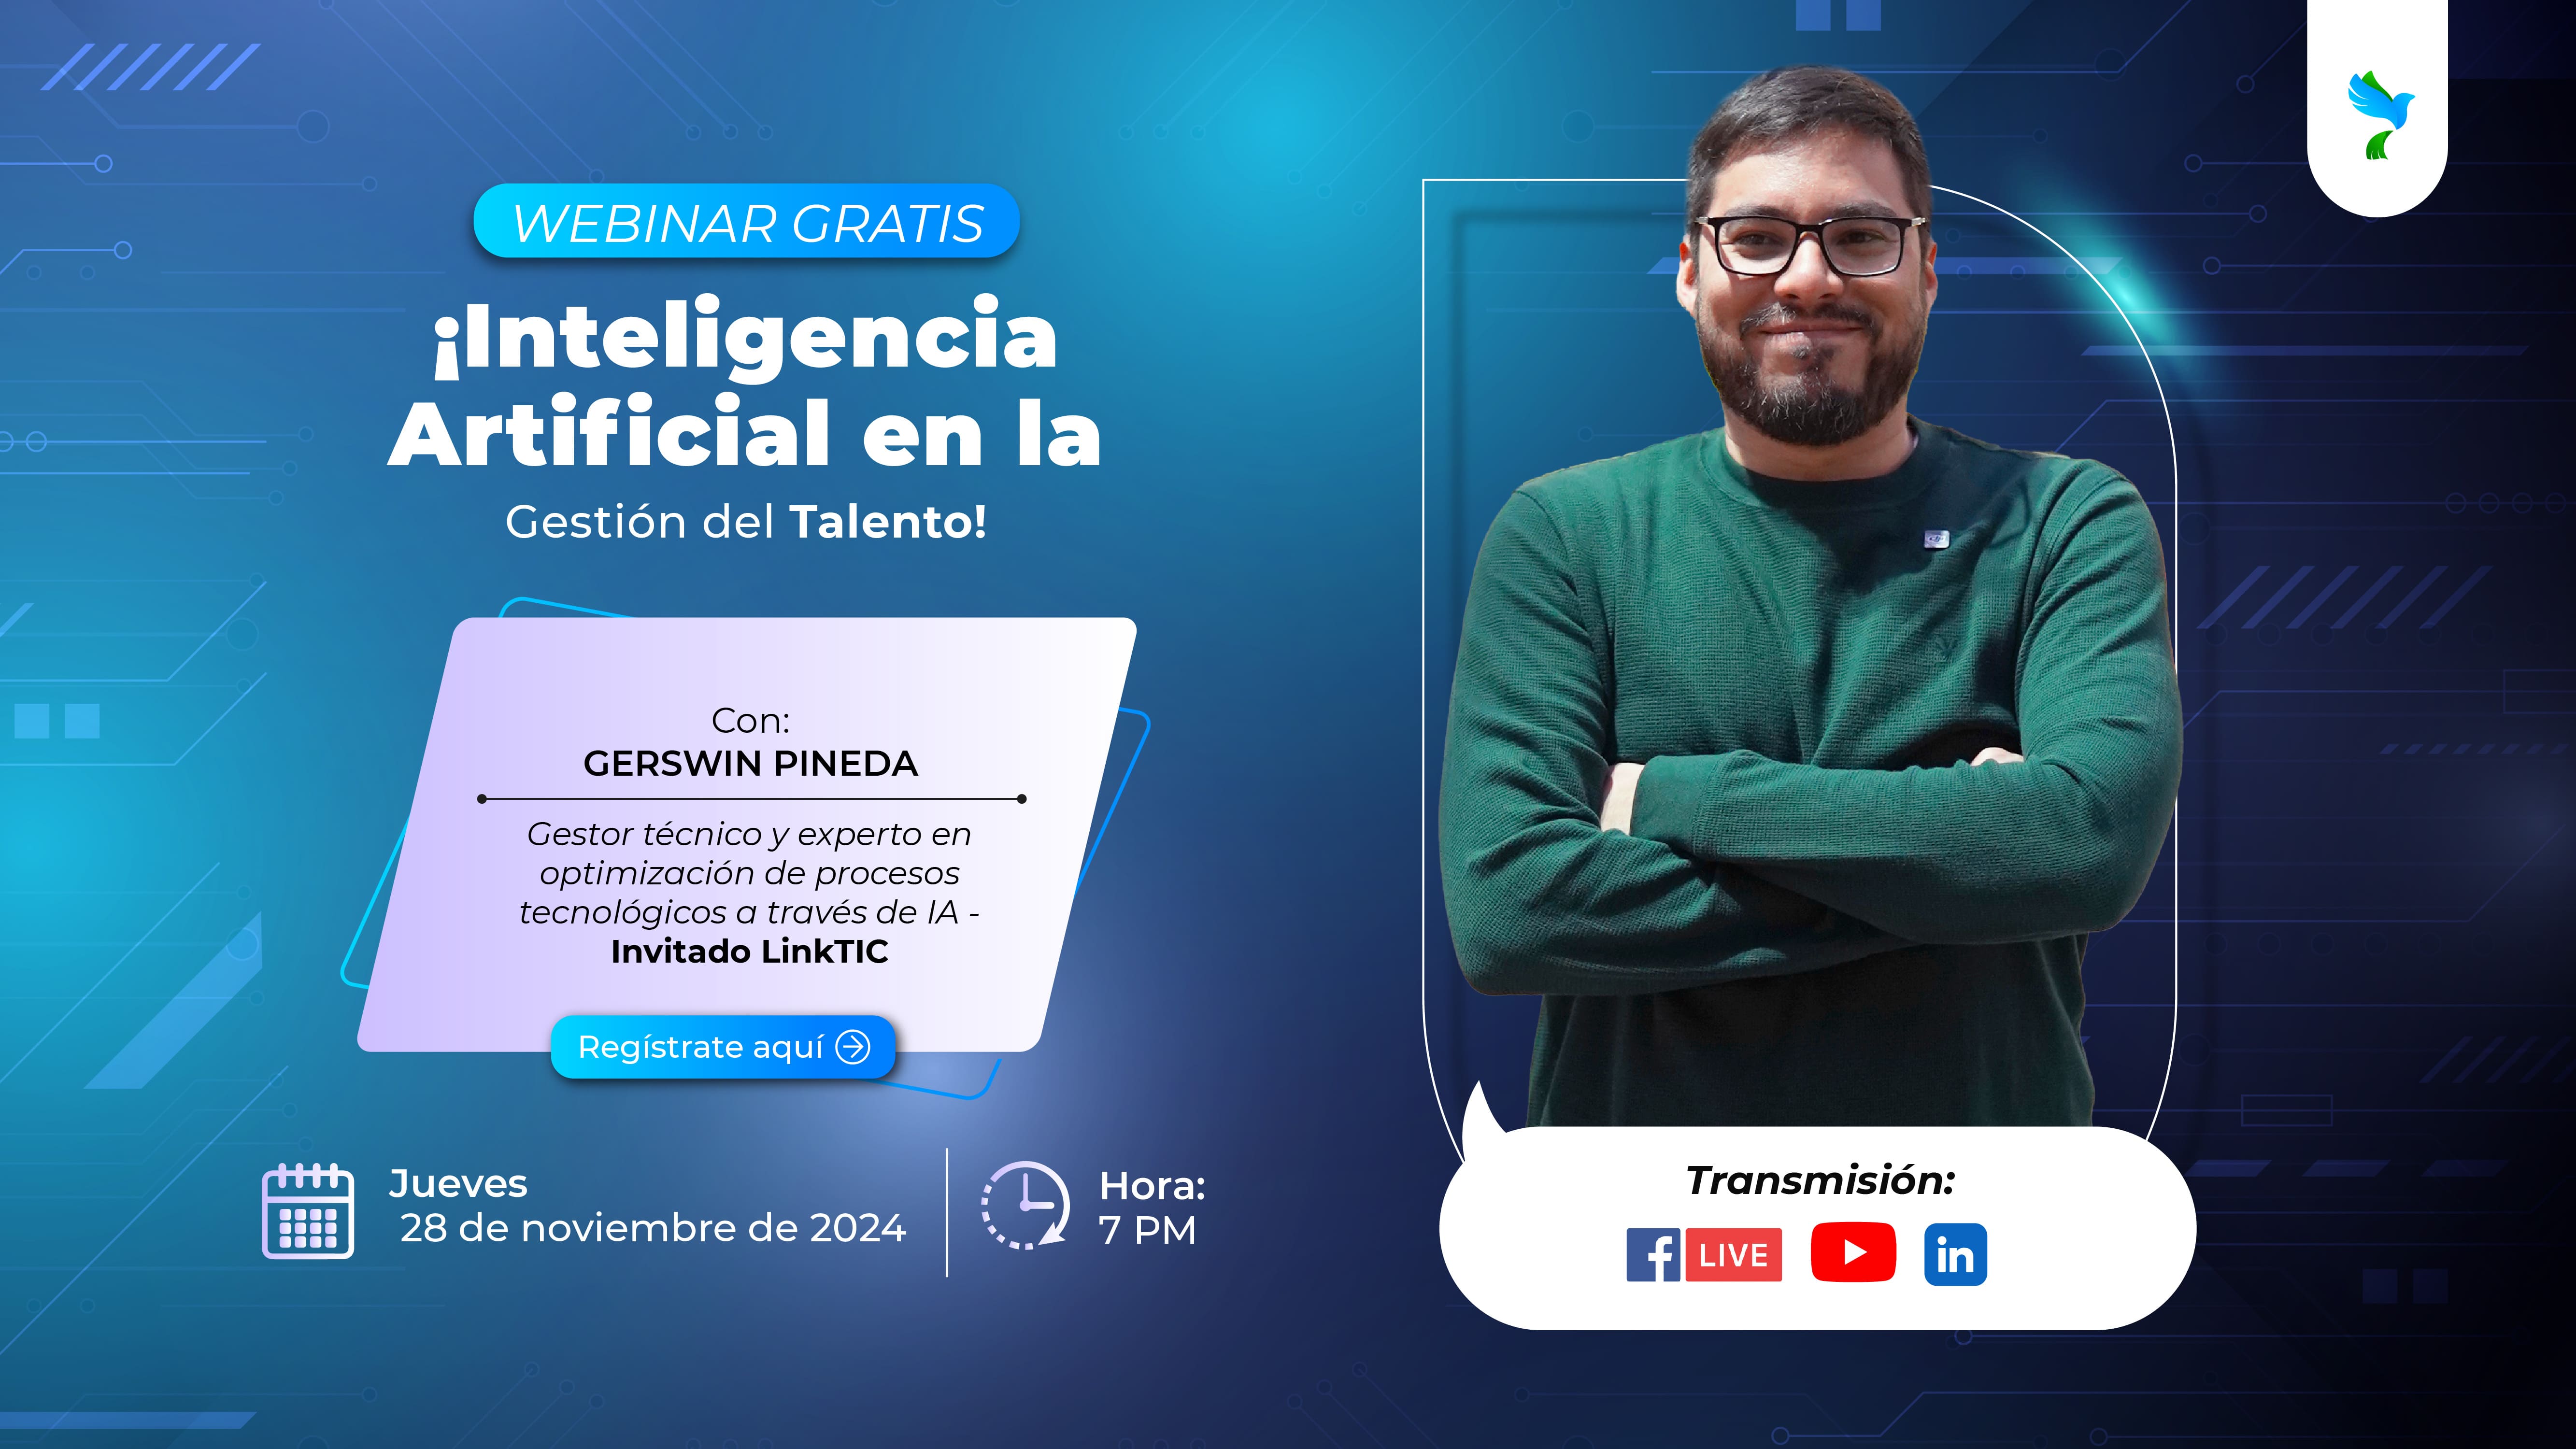 WEBINAR GRATIS
¡Inteligencia
Artificial en la
Gestión del Talento!
Con:
GERSWIN PINEDA
Gestor técnico y experto en
optimización de procesos
tecnológicos a través de IA -
Invitado LinkTIC
Regístrate aquí
Jueves
28 de noviembre de 2024
Hora:
7 PM
Transmisión:
f LIVE
in